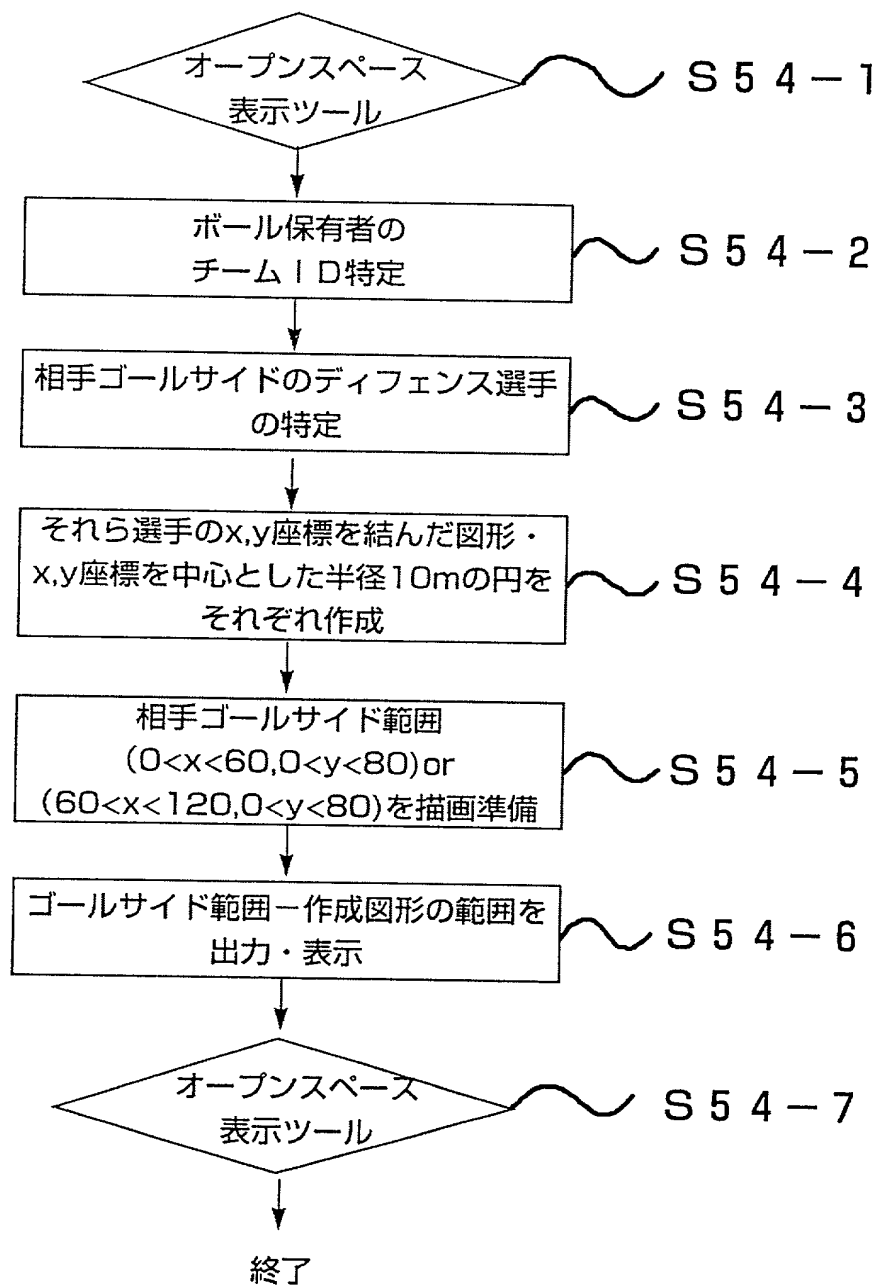 オープンスペース
表示ツール
S54-1
ボール保有者の
チームID特定
S54-2
相手ゴールサイドのディフェンス選手
の特定
S54-3
それら選手のx,y座標を結んだ図形・
x,y座標を中心とした半径10mの円を
それぞれ作成
S54-4
相手ゴールサイド範囲
(0<x<60,0<y<80)or
(60<x<120,0<y<80)を描画準備
S54-5
ゴールサイド範囲ー作成図形の範囲を
出力・表示
S54-6
オープンスペース
表示ツール
S54-7
終了